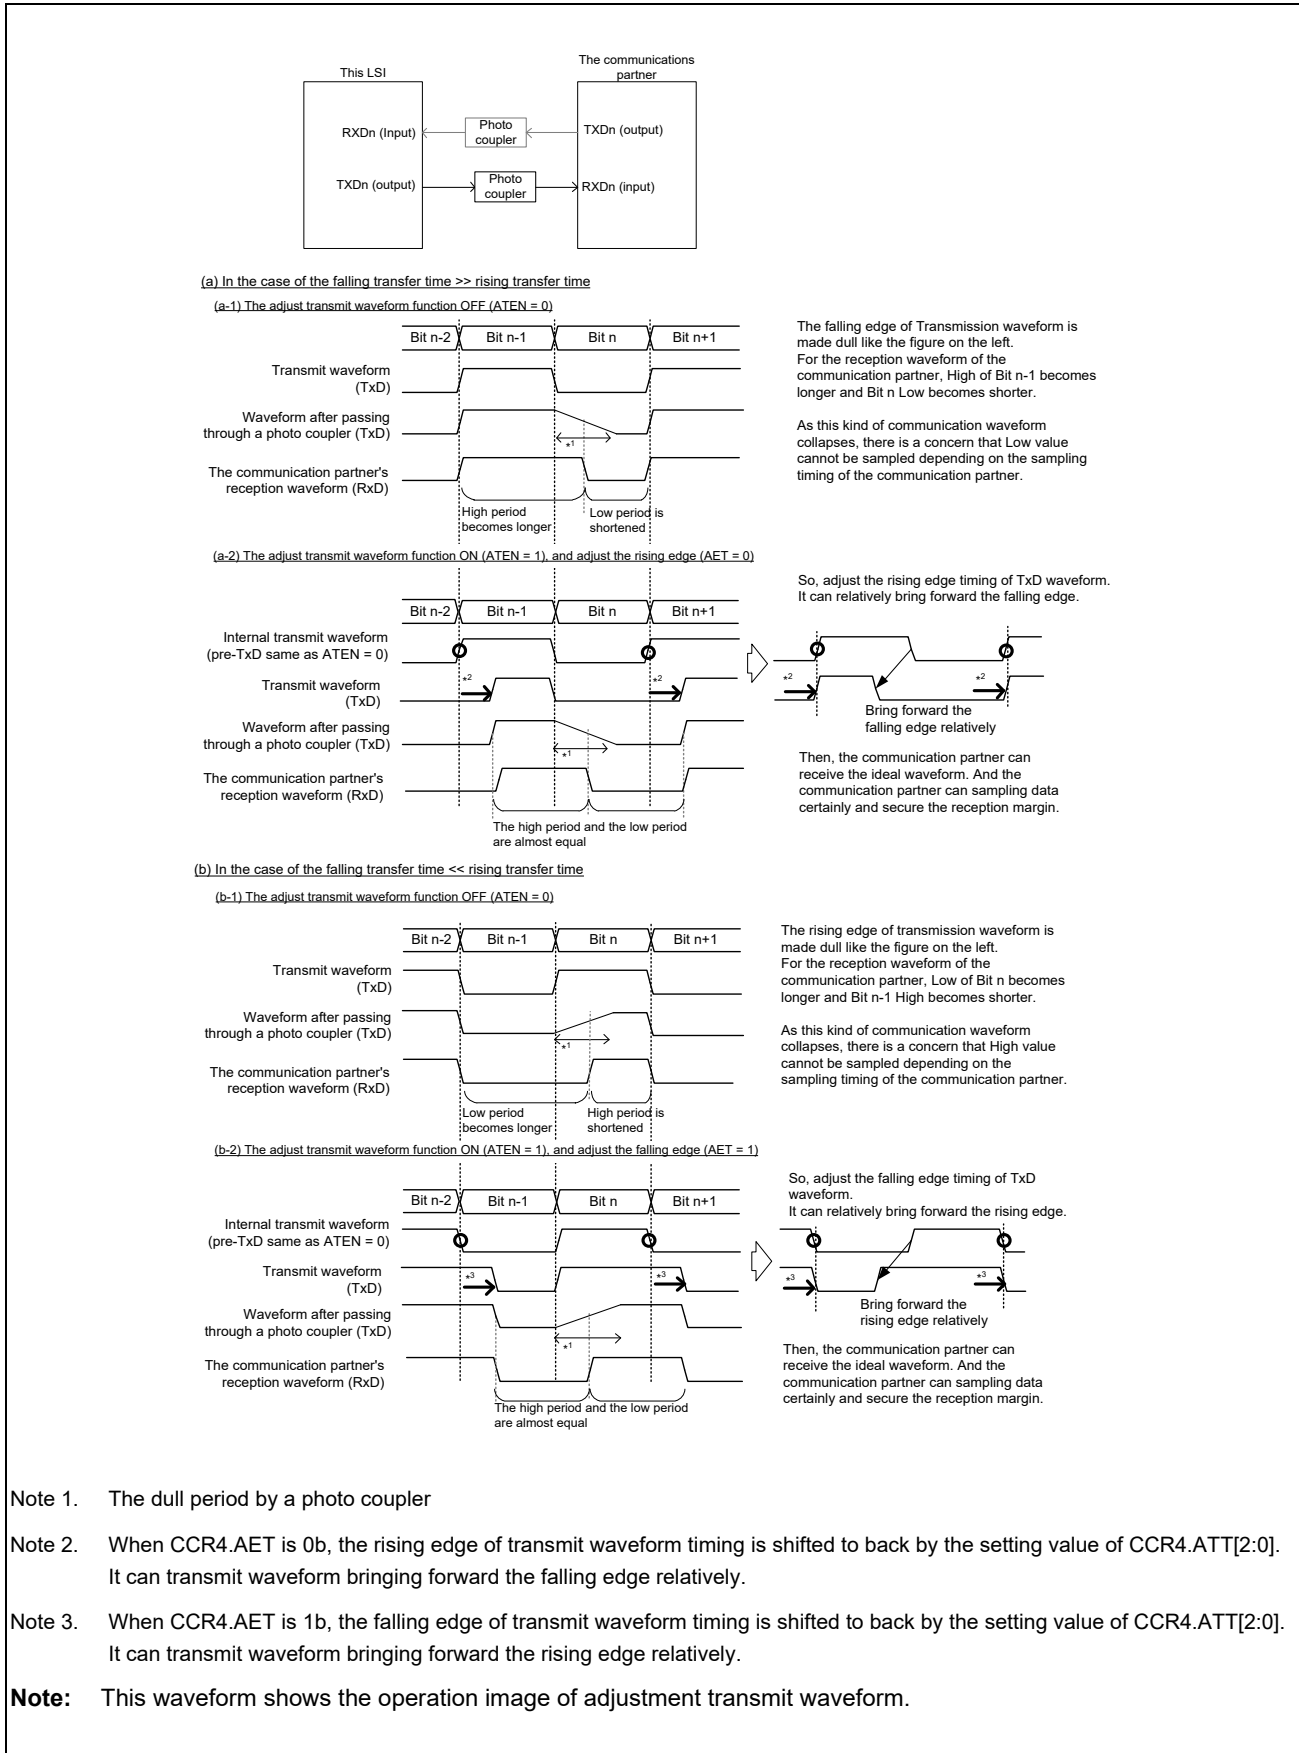 This LSI
The communications
partner
RXDn (Input)
Photo
coupler
TXDn (output)
TXDn (output)
Photo
coupler
RXDn (input)
(a) In the case of the falling transfer time >> rising transfer time
(a-1) The adjust transmit waveform function OFF (ATEN = 0)
Bit n-2 Bit n-1 Bit n Bit n+1
Transmit waveform
(TxD)
Waveform after passing
through a photo coupler (TxD)
*1
The communication partner's
reception waveform (RxD)
High period
becomes longer
Low period is
shortened
The falling edge of Transmission waveform is
made dull like the figure on the left.
For the reception waveform of the
communication partner, High of Bit n-1 becomes
longer and Bit n Low becomes shorter.
As this kind of communication waveform
collapses, there is a concern that Low value
cannot be sampled depending on the sampling
timing of the communication partner.
(a-2) The adjust transmit waveform function ON (ATEN = 1), and adjust the rising edge (AET = 0)
Bit n-2 Bit n-1 Bit n Bit n+1
Internal transmit waveform
(pre-TxD same as ATEN = 0)
*2 *2
Transmit waveform
(TxD)
Waveform after passing
through a photo coupler (TxD)
*1
The communication partner's
reception waveform (RxD)
The high period and the low period
are almost equal
So, adjust the rising edge timing of TxD waveform.
It can relatively bring forward the falling edge.
*2 *2
Bring forward the
falling edge relatively
Then, the communication partner can
receive the ideal waveform. And the
communication partner can sampling data
certainly and secure the reception margin.
(b) In the case of the falling transfer time << rising transfer time
(b-1) The adjust transmit waveform function OFF (ATEN = 0)
Bit n-2 Bit n-1 Bit n Bit n+1
Transmit waveform
(TxD)
Waveform after passing
through a photo coupler (TxD)
*1
The communication partner's
reception waveform (RxD)
Low period
becomes longer
High period is
shortened
The rising edge of transmission waveform is
made dull like the figure on the left.
For the reception waveform of the
communication partner, Low of Bit n becomes
longer and Bit n-1 High becomes shorter.
As this kind of communication waveform
collapses, there is a concern that High value
cannot be sampled depending on the
sampling timing of the communication partner.
(b-2) The adjust transmit waveform function ON (ATEN = 1), and adjust the falling edge (AET = 1)
Bit n-2 Bit n-1 Bit n Bit n+1
Internal transmit waveform
(pre-TxD same as ATEN = 0)
*3 *3
Transmit waveform
(TxD)
Waveform after passing
through a photo coupler (TxD)
*1
The communication partner's
reception waveform (RxD)
The high period and the low period
are almost equal
So, adjust the falling edge timing of TxD
waveform.
It can relatively bring forward the rising edge.
*3 *3
Bring forward the
rising edge relatively
Then, the communication partner can
receive the ideal waveform. And the
communication partner can sampling data
certainly and secure the reception margin.
Note 1. The dull period by a photo coupler
Note 2. When CCR4.AET is 0b, the rising edge of transmit waveform timing is shifted to back by the setting value of CCR4.ATT[2:0].
It can transmit waveform bringing forward the falling edge relatively.
Note 3. When CCR4.AET is 1b, the falling edge of transmit waveform timing is shifted to back by the setting value of CCR4.ATT[2:0].
It can transmit waveform bringing forward the rising edge relatively.
Note: This waveform shows the operation image of adjustment transmit waveform.